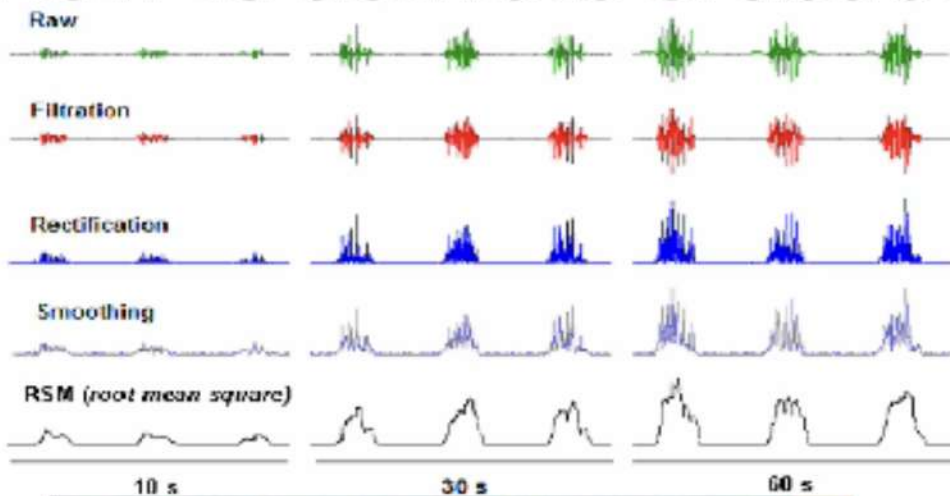 Raw
Filtration
Rectification
Smoothing
RSM (root mean square)
10 s
30 s
60 s